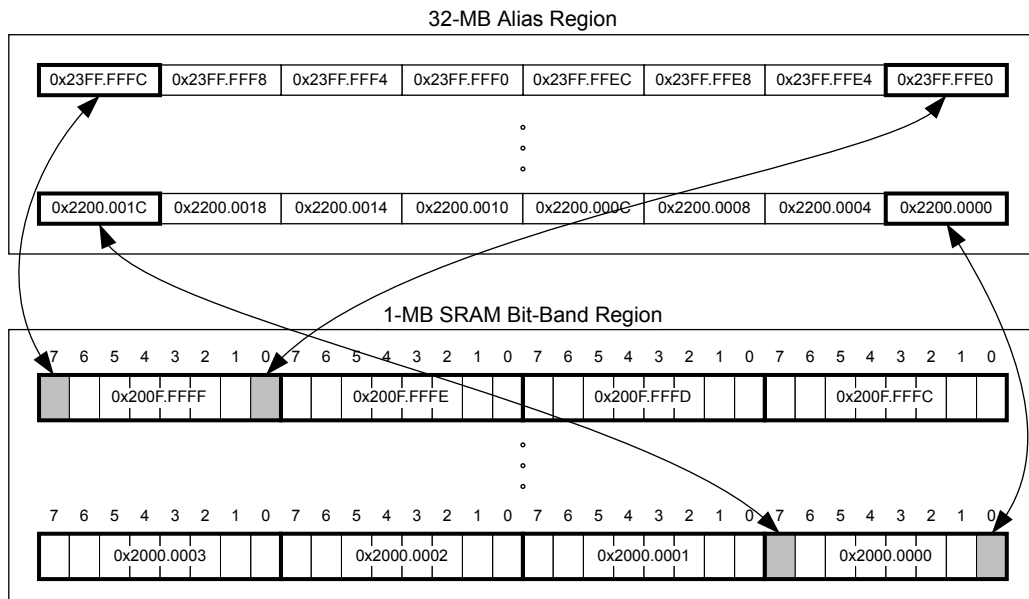 32-MB Alias Region
0x23FF.FFFC 0x23FF.FFF8 0x23FF.FFF4 0x23FF.FFF0 0x23FF.FFEC 0x23FF.FFE8 0x23FF.FFE4 0x23FF.FFE0
0x2200.001C 0x2200.0018 0x2200.0014 0x2200.0010 0x2200.000C 0x2200.0008 0x2200.0004 0x2200.0000
1-MB SRAM Bit-Band Region
7 6 5 4 3 2 1 0 7 6 5 4 3 2 1 0 7 6 5 4 3 2 1 0 7 6 5 4 3 2 1 0
0x200F.FFFF 0x200F.FFFE 0x200F.FFFD 0x200F.FFFC
7 6 5 4 3 2 1 0 7 6 5 4 3 2 1 0 7 6 5 4 3 2 1 0 7 6 5 4 3 2 1 0
0x2000.0003 0x2000.0002 0x2000.0001 0x2000.0000